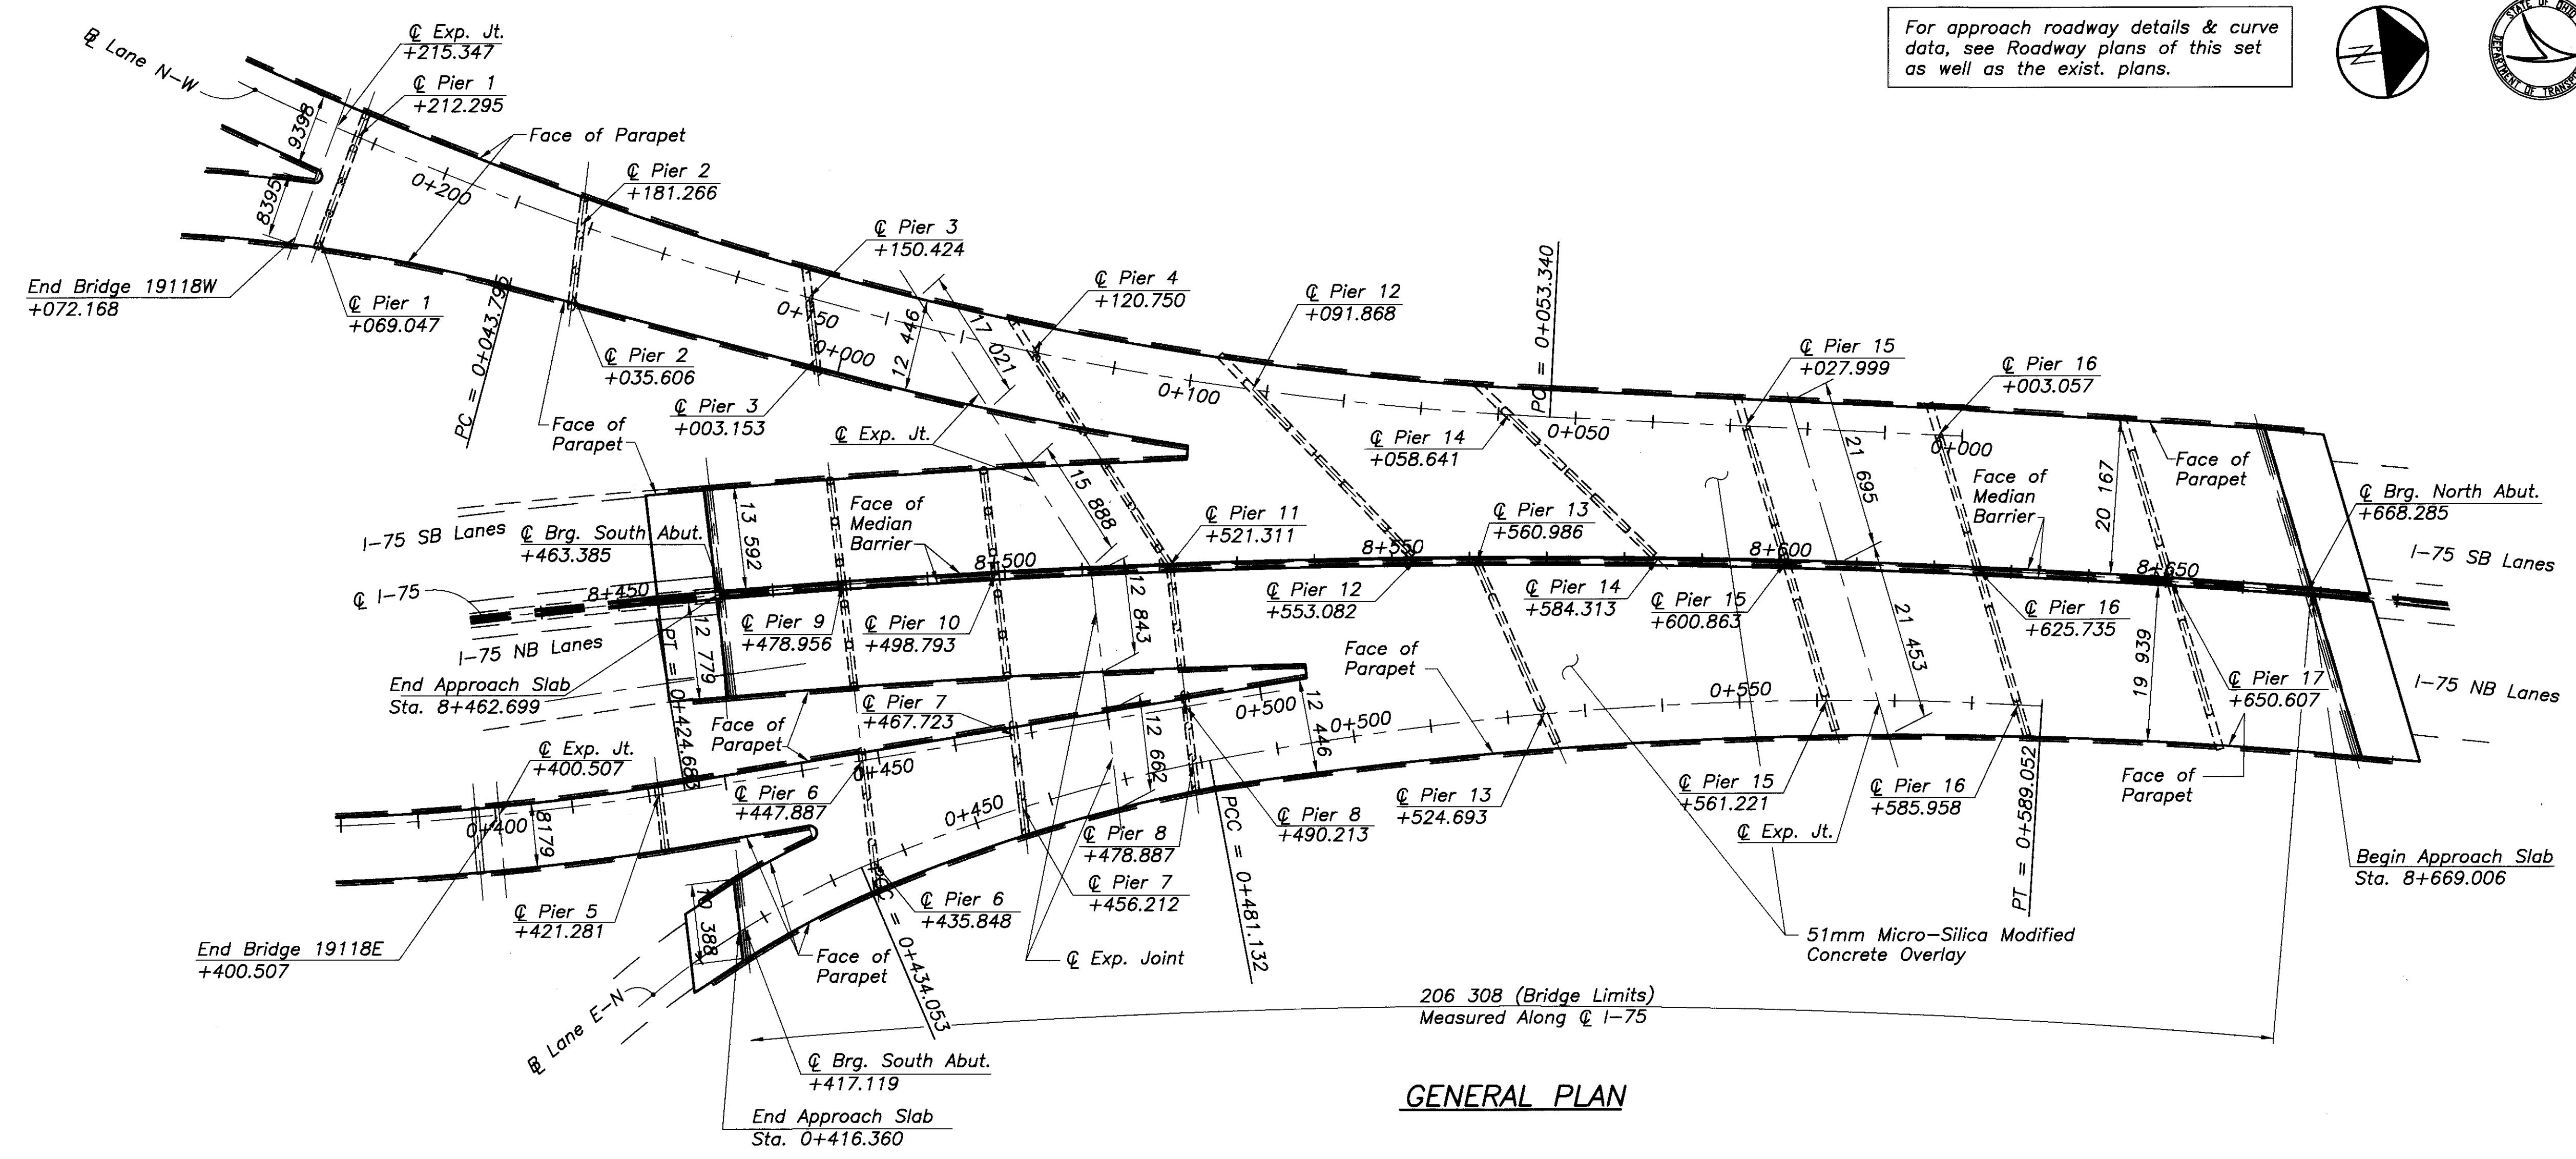 For approach roadway details & curve
data, see Roadway plans of this set
as well as the exist. plans.
N
STATE OF OHIO
DEPARTMENT OF
℄ Exp. Jt.
+215.347
℄ Pier 1
+212.295
Lane N-W
9398
8395
Face of Parapet
0+200
℄ Pier 2
+181.266
℄ Pier 3
+150.424
End Bridge 19118W
+072.168
℄ Pier 1
+069.047
PC = 0+043.795
℄ Pier 2
+035.606
0+150
0+000
12 446
17 021
℄ Pier 4
+120.750
℄ Pier 12
+091.868
0+100
PC = 0+053.340
℄ Pier 14
+058.641
0+050
℄ Pier 15
+027.999
℄ Pier 16
+003.057
0+000
℄ Pier 3
+003.153
℄ Exp. Jt.
Face of
Parapet
15 888
I-75 SB Lanes
℄ Brg. South Abut.
+463.385
13 592
Face of
Median
Barrier
8+500
℄ Pier 11
+521.311
8+550
℄ Pier 13
+560.986
8+600
21 695
Face of
Median
Barrier
20 167
Face of
Parapet
℄ Brg. North Abut.
+668.285
8+650
I-75 SB Lanes
℄ I-75
8+450
I-75 NB Lanes
PT = 0+424.683
12 779
℄ Pier 9
+478.956
℄ Pier 10
+498.793
12 843
℄ Pier 12
+553.082
℄ Pier 14
+584.313
℄ Pier 15
+600.863
21 453
℄ Pier 16
+625.735
19 939
℄ Pier 17
+650.607
I-75 NB Lanes
End Approach Slab
Sta. 8+462.699
Face of
Parapet
℄ Pier 7
+467.723
0+500
12 446
0+500
Face of
Parapet
0+550
℄ Exp. Jt.
+400.507
0+400
8179
℄ Pier 6
+447.887
0+450
12 662
0+450
℄ Pier 8
+478.887
℄ Pier 8
+490.213
PCC = 0+481.132
℄ Pier 13
+524.693
℄ Pier 15
+561.221
℄ Exp. Jt.
℄ Pier 16
+585.958
PT = 0+589.052
Face of
Parapet
Begin Approach Slab
Sta. 8+669.006
End Bridge 19118E
+400.507
℄ Pier 5
+421.281
10 388
Face of
Parapet
℄ Pier 6
+435.848
PCC = 0+434.053
℄ Pier 7
+456.212
℄ Exp. Joint
51mm Micro-Silica Modified
Concrete Overlay
Lane E-N
℄ Brg. South Abut.
+417.119
End Approach Slab
Sta. 0+416.360
206 308 (Bridge Limits)
Measured Along ℄ I-75
GENERAL PLAN